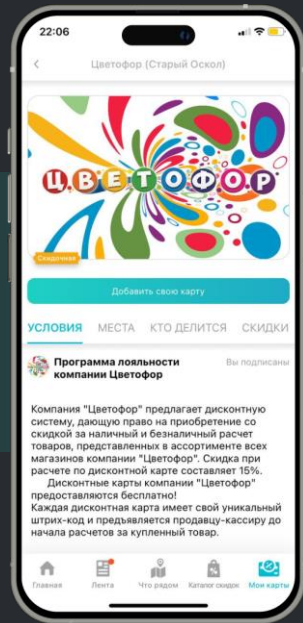 22:06
Цветофор (Старый Оскол)
ЦВЕТОФОР
Скидочная
Добавить свою карту
УСЛОВИЯ МЕСТА КТО ДЕЛИТСЯ СКИДКИ
Программа лояльности Вы подписаны
компании Цветофор
Компания "Цветофор" предлагает дисконтную
систему, дающую право на приобретение со
скидкой за наличный и безналичный расчет
товаров, представленных в ассортименте всех
магазинов компании "Цветофор". Скидка при
расчете по дисконтной карте составляет 15%.
Дисконтные карты компании "Цветофор"
предоставляются бесплатно!
Каждая дисконтная карта имеет свой уникальный
штрих-код и предъявляется продавцу-кассиру до
начала расчетов за купленный товар.
Главная Лента Что рядом Каталог скидок Мои карты